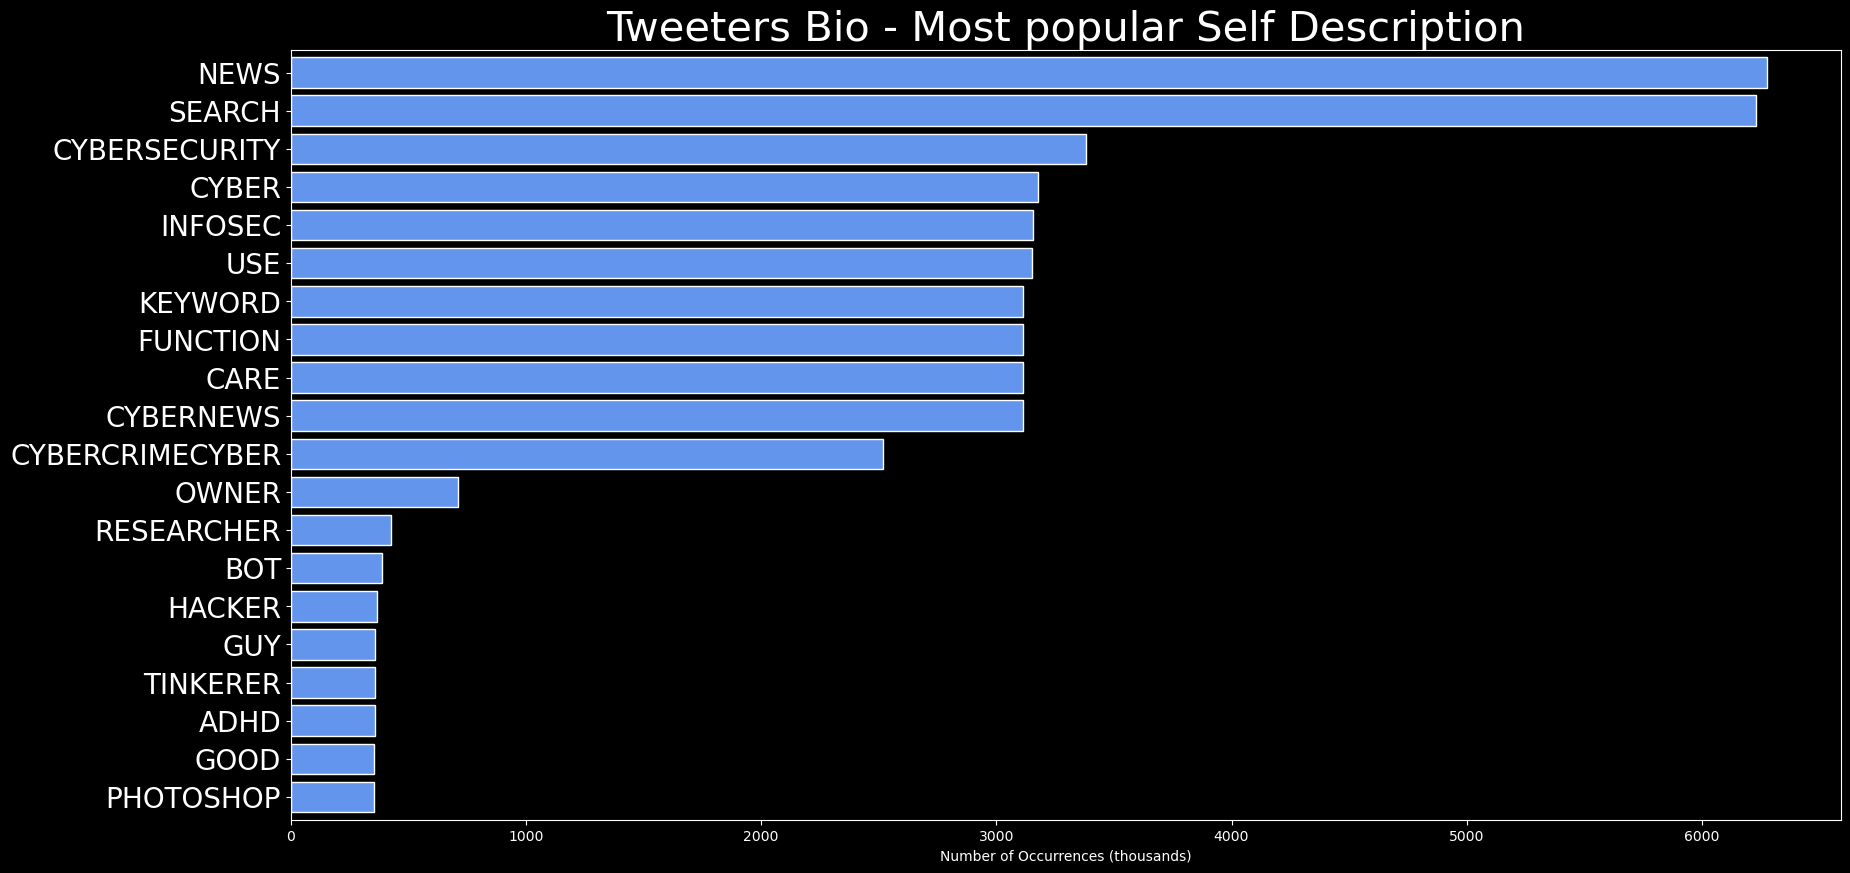 Tweeters Bio - Most popular Self Description
NEWS
SEARCH
CYBERSECURITY
CYBER
INFOSEC
USE
KEYWORD
FUNCTION
CARE
CYBERNEWS
CYBERCRIMECYBER
OWNER
RESEARCHER
BOT
HACKER
GUY
TINKERER
ADHD
GOOD
PHOTOSHOP
0 1000 2000 3000 4000 5000 6000
Number of Occurrences (thousands)